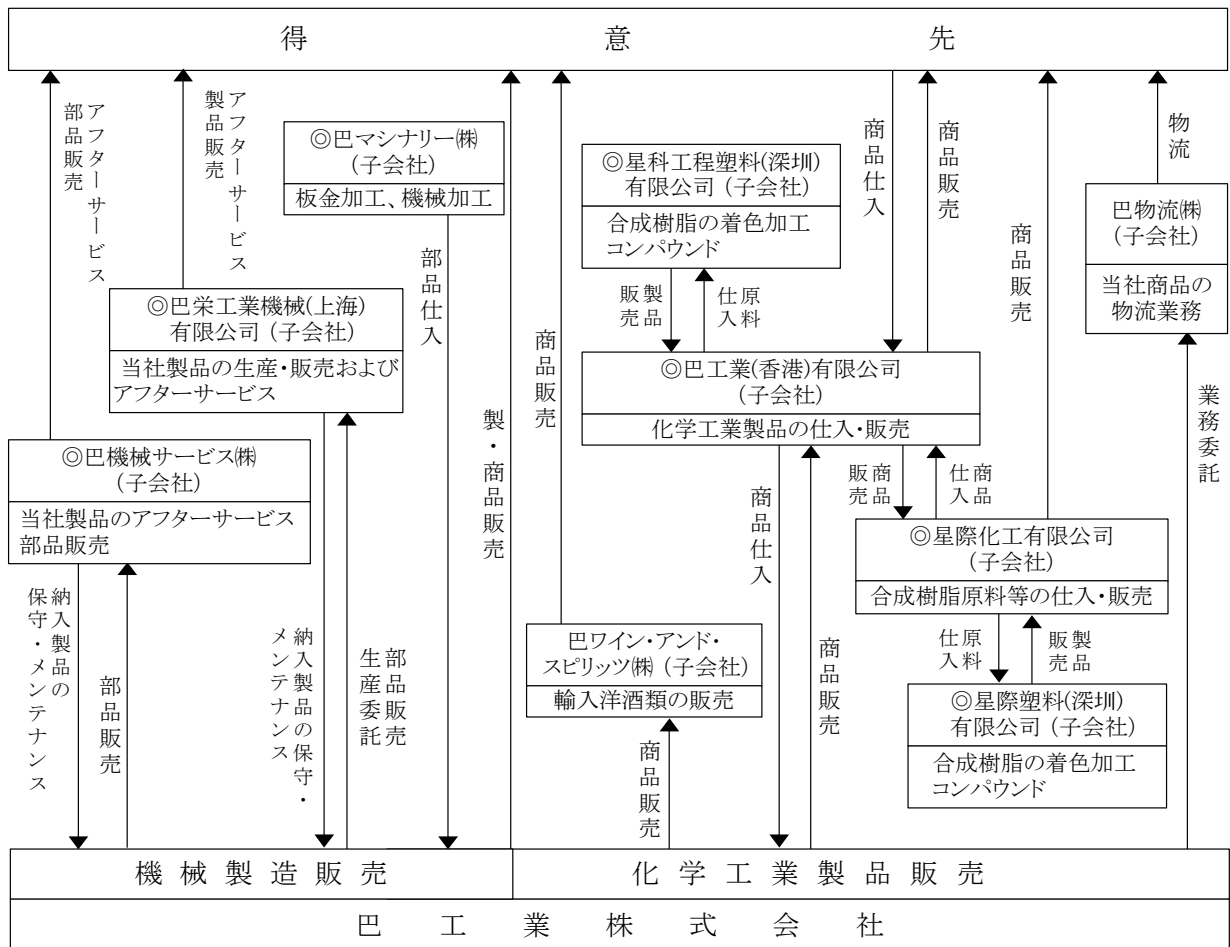 得意先
アフターサービス
部品販売
アフターサービス
製品販売
◎巴マシナリー㈱
(子会社)
板金加工、機械加工
部品仕入
◎巴栄工業機械(上海)
有限公司 (子会社)
当社製品の生産・販売および
アフターサービス
◎巴機械サービス㈱
(子会社)
当社製品のアフターサービス
部品販売
納入製品の
保守・メンテナンス
部品販売
納入製品の保守・
メンテナンス
部品販売
生産委託
製・商品販売
商品販売
◎星科工程塑料(深圳)
有限公司 (子会社)
合成樹脂の着色加工
コンパウンド
製品
販売
原料
仕入
商品仕入
商品販売
商品販売
物流
巴物流㈱
(子会社)
当社商品の
物流業務
業務委託
◎巴工業(香港)有限公司
(子会社)
化学工業製品の仕入・販売
商品
販売
商品
仕入
◎星際化工有限公司
(子会社)
合成樹脂原料等の仕入・販売
原料
仕入
製品
販売
◎星際塑料(深圳)
有限公司 (子会社)
合成樹脂の着色加工
コンパウンド
巴ワイン・アンド・
スピリッツ㈱ (子会社)
輸入洋酒類の販売
商品販売
商品仕入
商品販売
機械製造販売
化学工業製品販売
巴工業株式会社